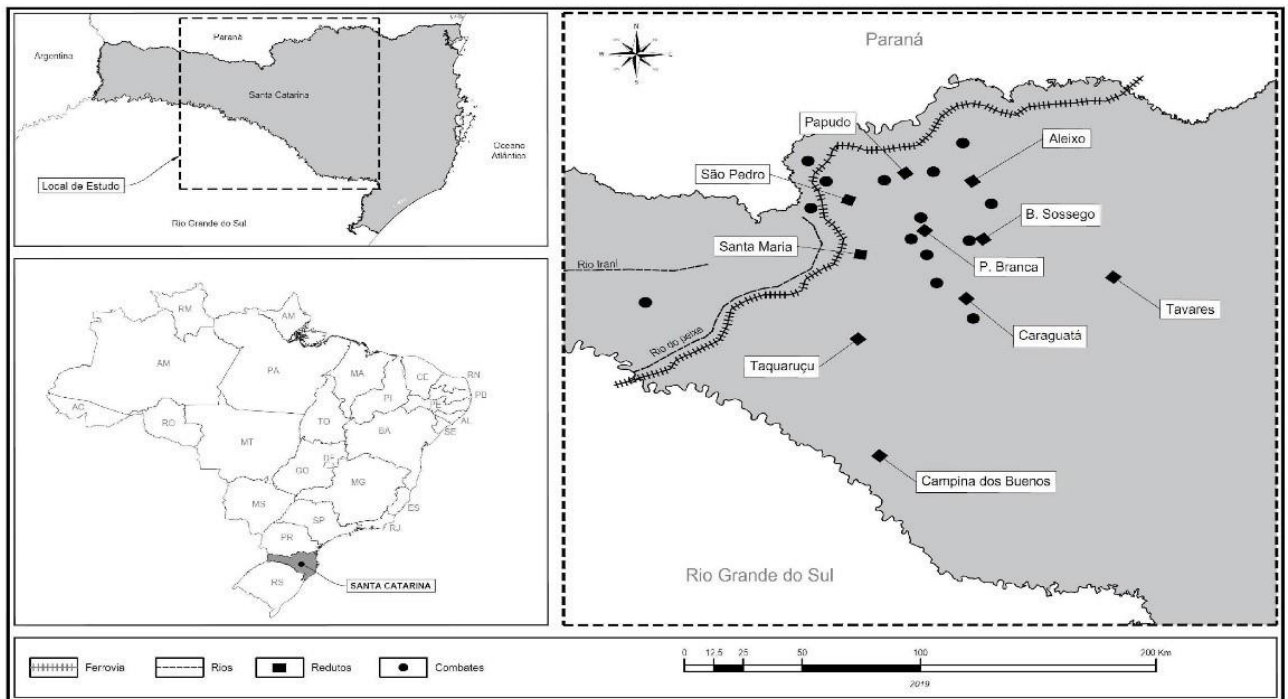 Paraná
Argentina
Santa Catarina
Oceano
Atlântico
Local de Estudo
Rio Grande do Sul
RM
AM
AM
PA
MA
CE
RN
PB
PI
PE
AL
SE
AC
RO
TO
BA
MT
GO
DF
MG
ES
MS
SP
RJ
PR
SANTA CATARINA
RS
N
S
Paraná
Papudo
Aleixo
São Pedro
B. Sossego
Santa Maria
P. Branca
Rio Irani
Tavares
Caraguatá
Rio do peixe
Taquaruçu
Campina dos Buenos
Rio Grande do Sul
Ferrovia
Rios
Redutos
Combates
0 12.5 25 50 100 200 Km
2019